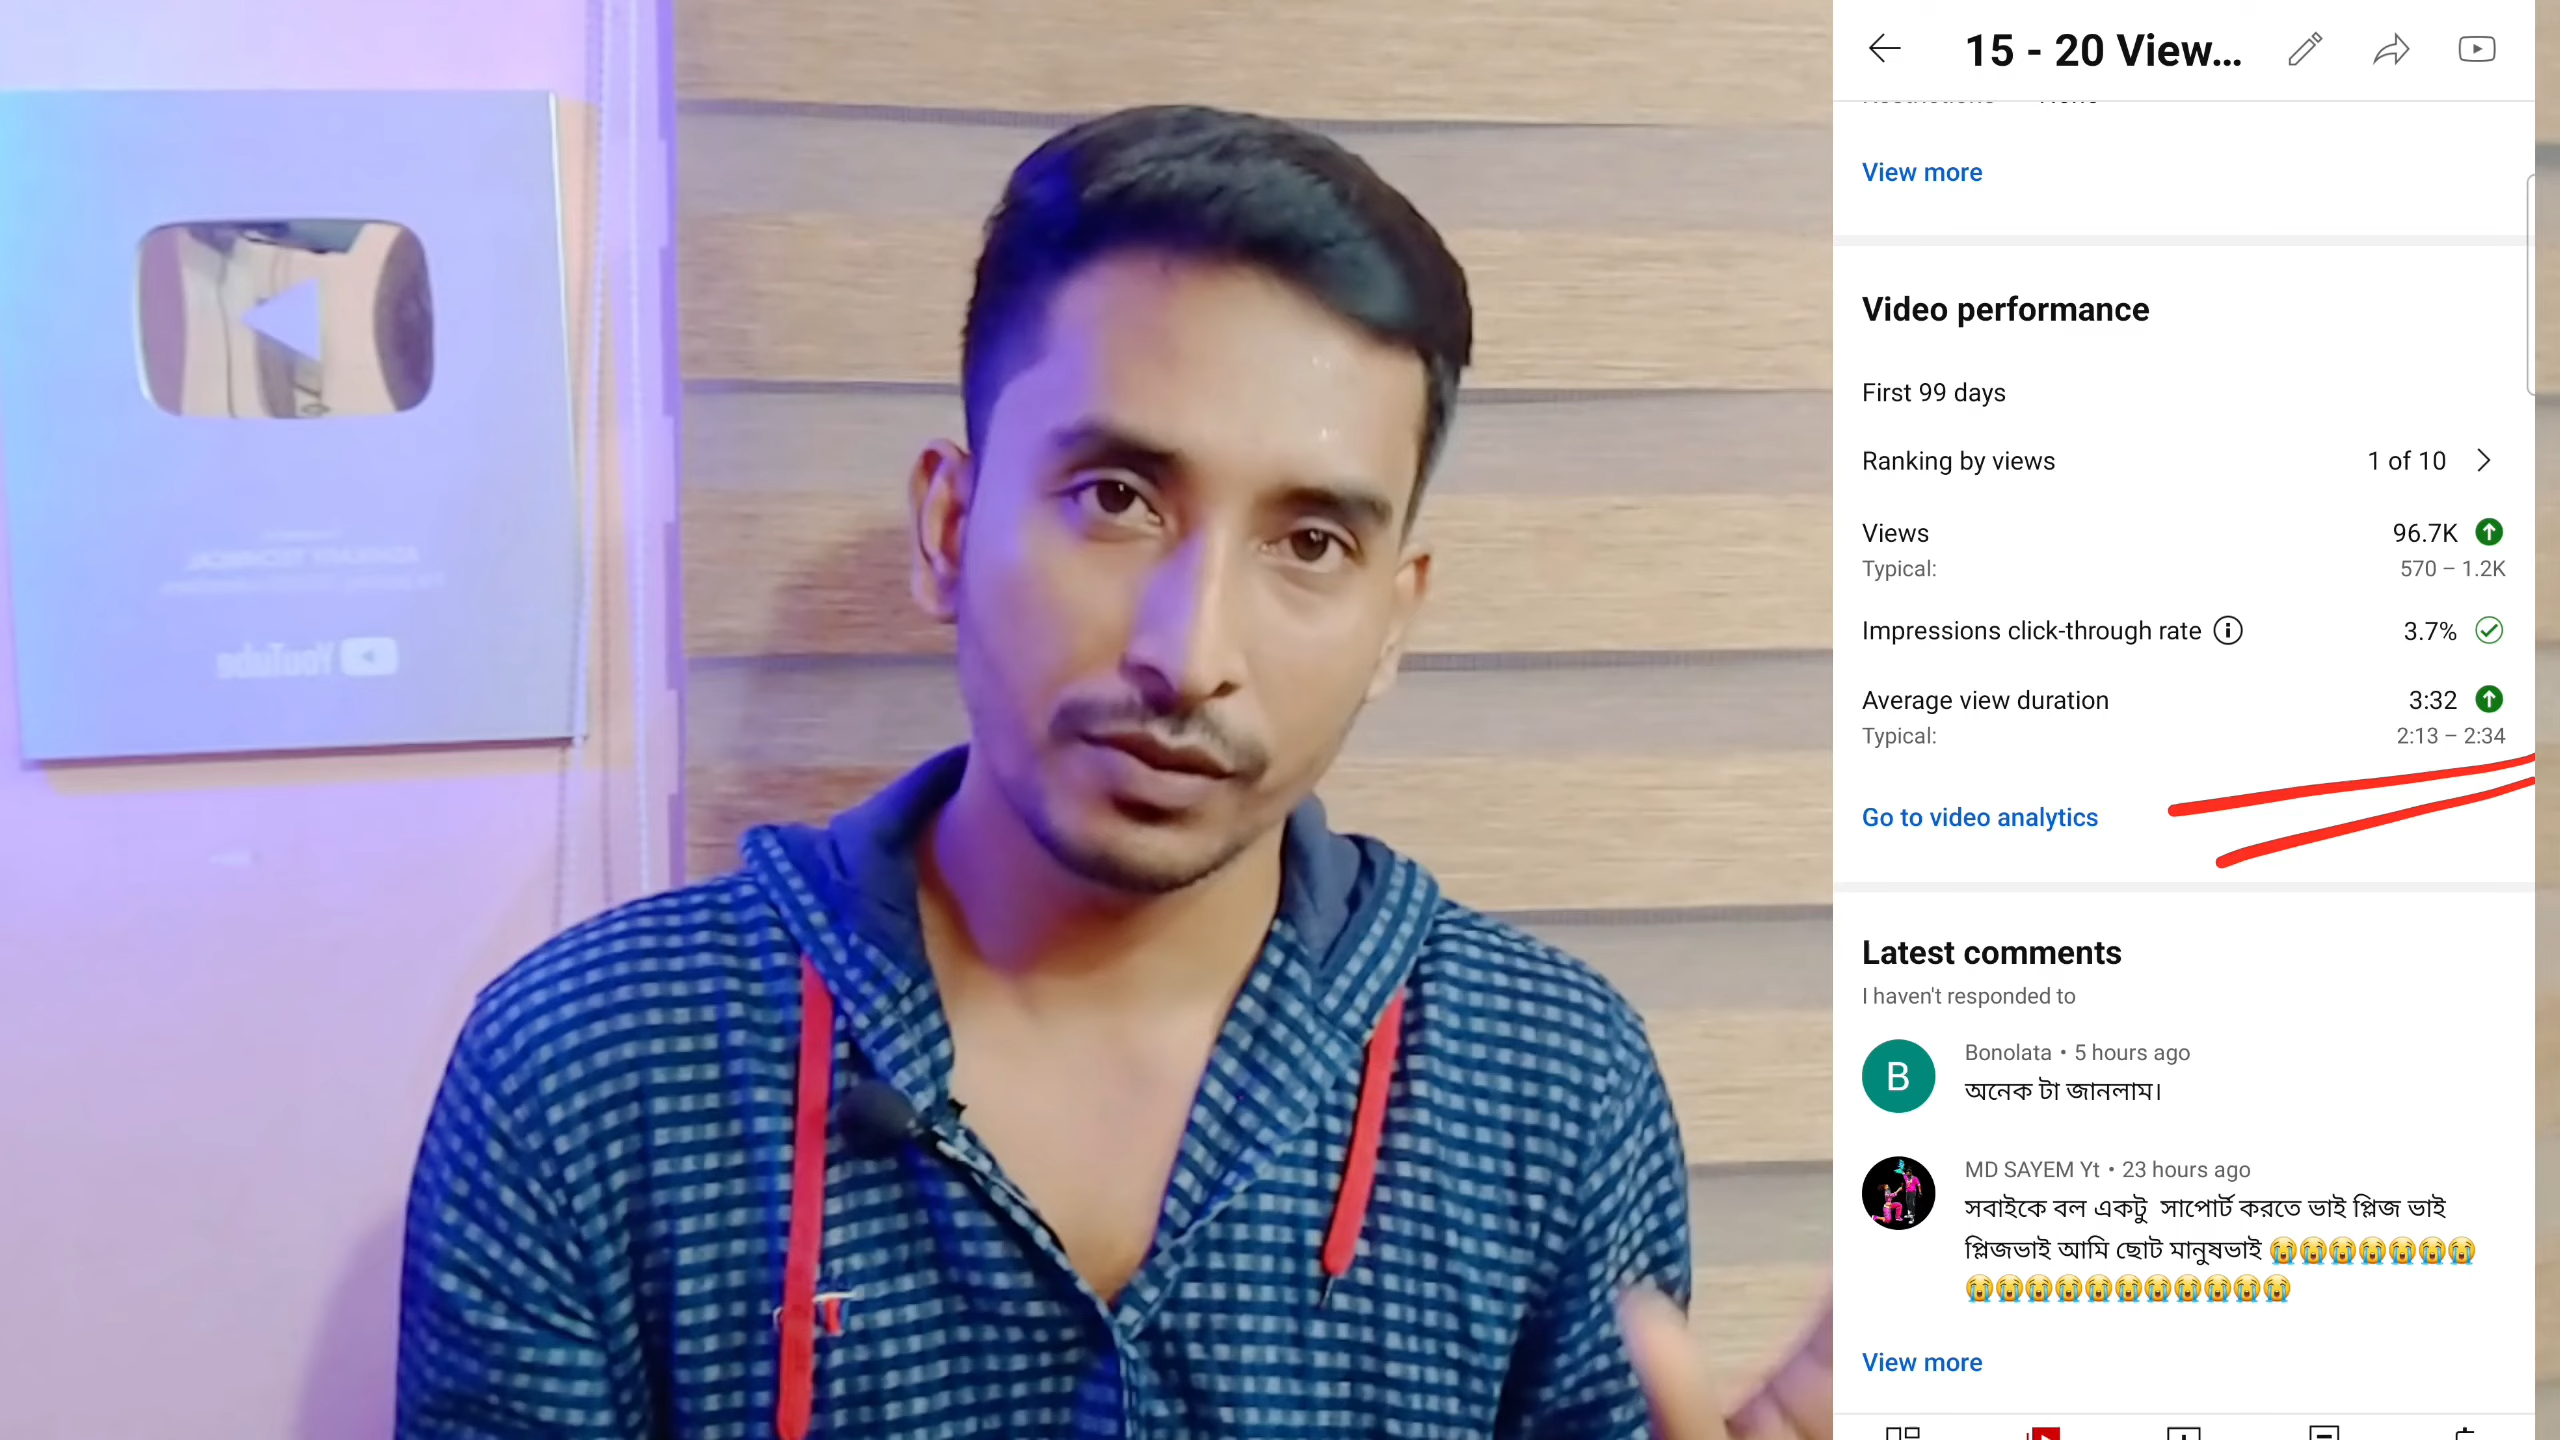 15 - 20 View...
View more
Video performance
First 99 days
Ranking by views 1 of 10
Views 96.7K
Typical: 570 – 1.2K
Impressions click-through rate 3.7%
Average view duration 3:32
Typical: 2:13 – 2:34
Go to video analytics
Latest comments
I haven't responded to
B
Bonolata • 5 hours ago
অনেক টা জানলাম।
MD SAYEM Yt • 23 hours ago
সবাইকে বল একটু সাপোর্ট করতে ভাই প্লিজ ভাই
প্লিজভাই আমি ছোট মানুষভাই 😭😭😭😭😭😭😭
😭😭😭😭😭😭😭😭😭😭😭
View more
YouTube